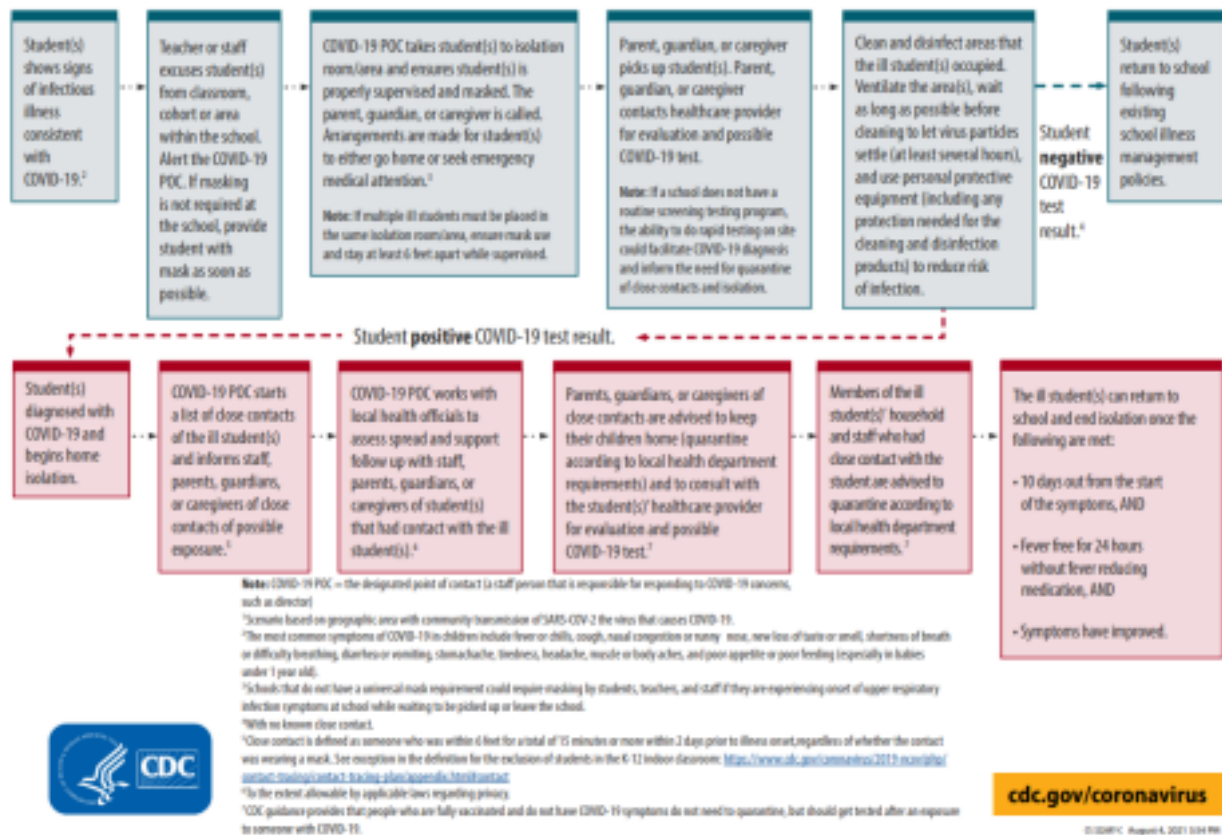 Student(s)
shows signs
of infectious
illness
consistent
with
COVID-19.²
Teacher or staff
excuses student(s)
from classroom,
cohort or area
within the school.
Alert the COVID-19
POC. If masking
is not required at
the school, provide
student with
mask as soon as
possible.
COVID-19 POC takes student(s) to isolation
room/area and ensures student(s) is
properly supervised and masked. The
parent, guardian, or caregiver is called.
Arrangements are made for student(s)
to either go home or seek emergency
medical attention.³
Note: If multiple ill students must be placed in
the same isolation room/area, ensure mask use
and stay at least 6 feet apart while supervised.
Parent, guardian, or caregiver
picks up student(s). Parent,
guardian, or caregiver
contacts healthcare provider
for evaluation and possible
COVID-19 test.
Note: If a school does not have a
routine screening testing program,
the ability to do rapid testing on site
could facilitate COVID-19 diagnosis
and inform the need for quarantine
of close contacts and isolation.
Clean and disinfect areas that
the ill student(s) occupied.
Ventilate the area(s), wait
as long as possible before
cleaning to let virus particles
settle (at least several hours),
and use personal protective
equipment (including any
protection needed for the
cleaning and disinfection
products) to reduce risk
of infection.
Student
negative
COVID-19
test
result.⁴
Student(s)
return to school
following
existing
school illness
management
policies.
Student positive COVID-19 test result.
Student(s)
diagnosed with
COVID-19 and
begins home
isolation.
COVID-19 POC starts
a list of close contacts
of the ill student(s)
and informs staff,
parents, guardians,
or caregivers of close
contacts of possible
exposure.⁵
COVID-19 POC works with
local health officials to
assess spread and support
follow up with staff,
parents, guardians, or
caregivers of student(s)
that had contact with the ill
student(s).⁶
Parents, guardians, or caregivers of
close contacts are advised to keep
their children home (quarantine
according to local health department
requirements) and to consult with
the student(s)' healthcare provider
for evaluation and possible
COVID-19 test.⁷
Members of the ill
student(s)' household
and staff who had
close contact with the
student are advised to
quarantine according to
local health department
requirements.⁷
The ill student(s) can return to
school and end isolation once the
following are met:
• 10 days out from the start
of the symptoms, AND
• Fever free for 24 hours
without fever reducing
medication, AND
• Symptoms have improved.
Note: COVID-19 POC = the designated point of contact (a staff person that is responsible for responding to COVID-19 concerns,
such as director)
¹Scenario based on geographic area with community transmission of SARS-COV-2 the virus that causes COVID-19.
²The most common symptoms of COVID-19 in children include fever or chills, cough, nasal congestion or runny nose, new loss of taste or smell, shortness of breath
or difficulty breathing, diarrhea or vomiting, stomachache, tiredness, headache, muscle or body aches, and poor appetite or poor feeding (especially in babies
under 1 year old).
³Schools that do not have a universal mask requirement could require masking by students, teachers, and staff if they are experiencing onset of upper respiratory
infection symptoms at school while waiting to be picked up or leave the school.
⁴With no known close contact.
⁵Close contact is defined as someone who was within 6 feet for a total of 15 minutes or more within 2 days prior to illness onset, regardless of whether the contact
was wearing a mask. See exception in the definition for the exclusion of students in the K-12 indoor classroom: https://www.cdc.gov/coronavirus/2019-ncov/php/
contact-tracing/contact-tracing-plan/appendix.html#contact
⁶To the extent allowable by applicable laws regarding privacy.
⁷CDC guidance provides that people who are fully vaccinated and do not have COVID-19 symptoms do not need to quarantine, but should get tested after an exposure
to someone with COVID-19.
CDC
cdc.gov/coronavirus
August 4, 2021